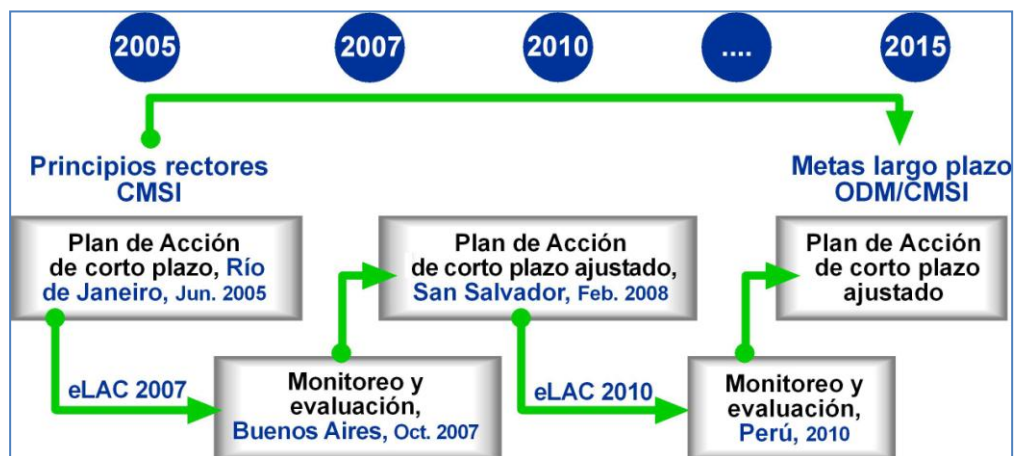 2005
2007
2010
....
2015
Principios rectores
CMSI
Metas largo plazo
ODM/CMSI
Plan de Acción
de corto plazo, Río
de Janeiro, Jun. 2005
Plan de Acción
de corto plazo ajustado,
San Salvador, Feb. 2008
Plan de Acción
de corto plazo
ajustado
eLAC 2007
Monitoreo y
evaluación,
Buenos Aires, Oct. 2007
eLAC 2010
Monitoreo y
evaluación,
Perú, 2010